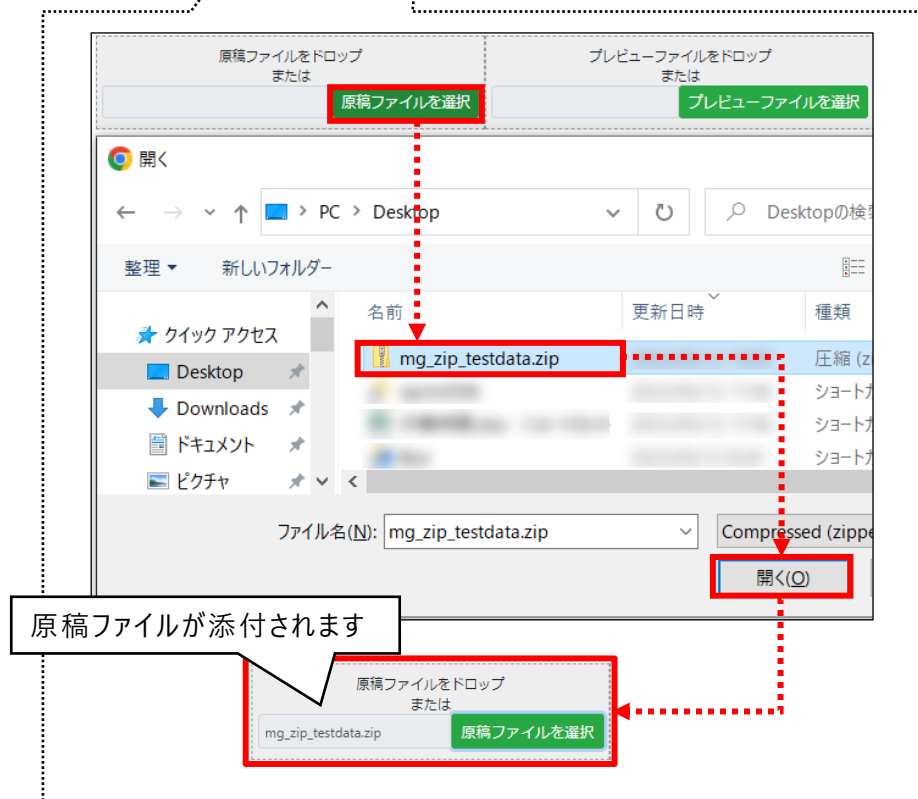 原稿ファイルをドロップ
または
原稿ファイルを選択
プレビューファイルをドロップ
または
プレビューファイルを選択
開く
PC > Desktop
Desktopの検
整理
新しいフォルダー
名前
更新日時
種類
クイック アクセス
Desktop
Downloads
ドキュメント
ピクチャ
mg_zip_testdata.zip
圧縮 (z
ショートカ
ショートカ
ショートカ
ファイル名(N):
mg_zip_testdata.zip
Compressed (zippe
開く(O)
原稿ファイルが添付されます
原稿ファイルをドロップ
または
mg_zip_testdata.zip
原稿ファイルを選択